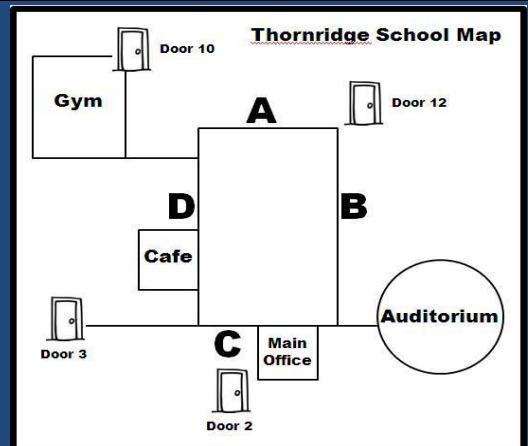 Thornridge School Map
Door 10
Gym
Door 12
A
D
B
Cafe
Auditorium
C
Main
Office
Door 3
Door 2